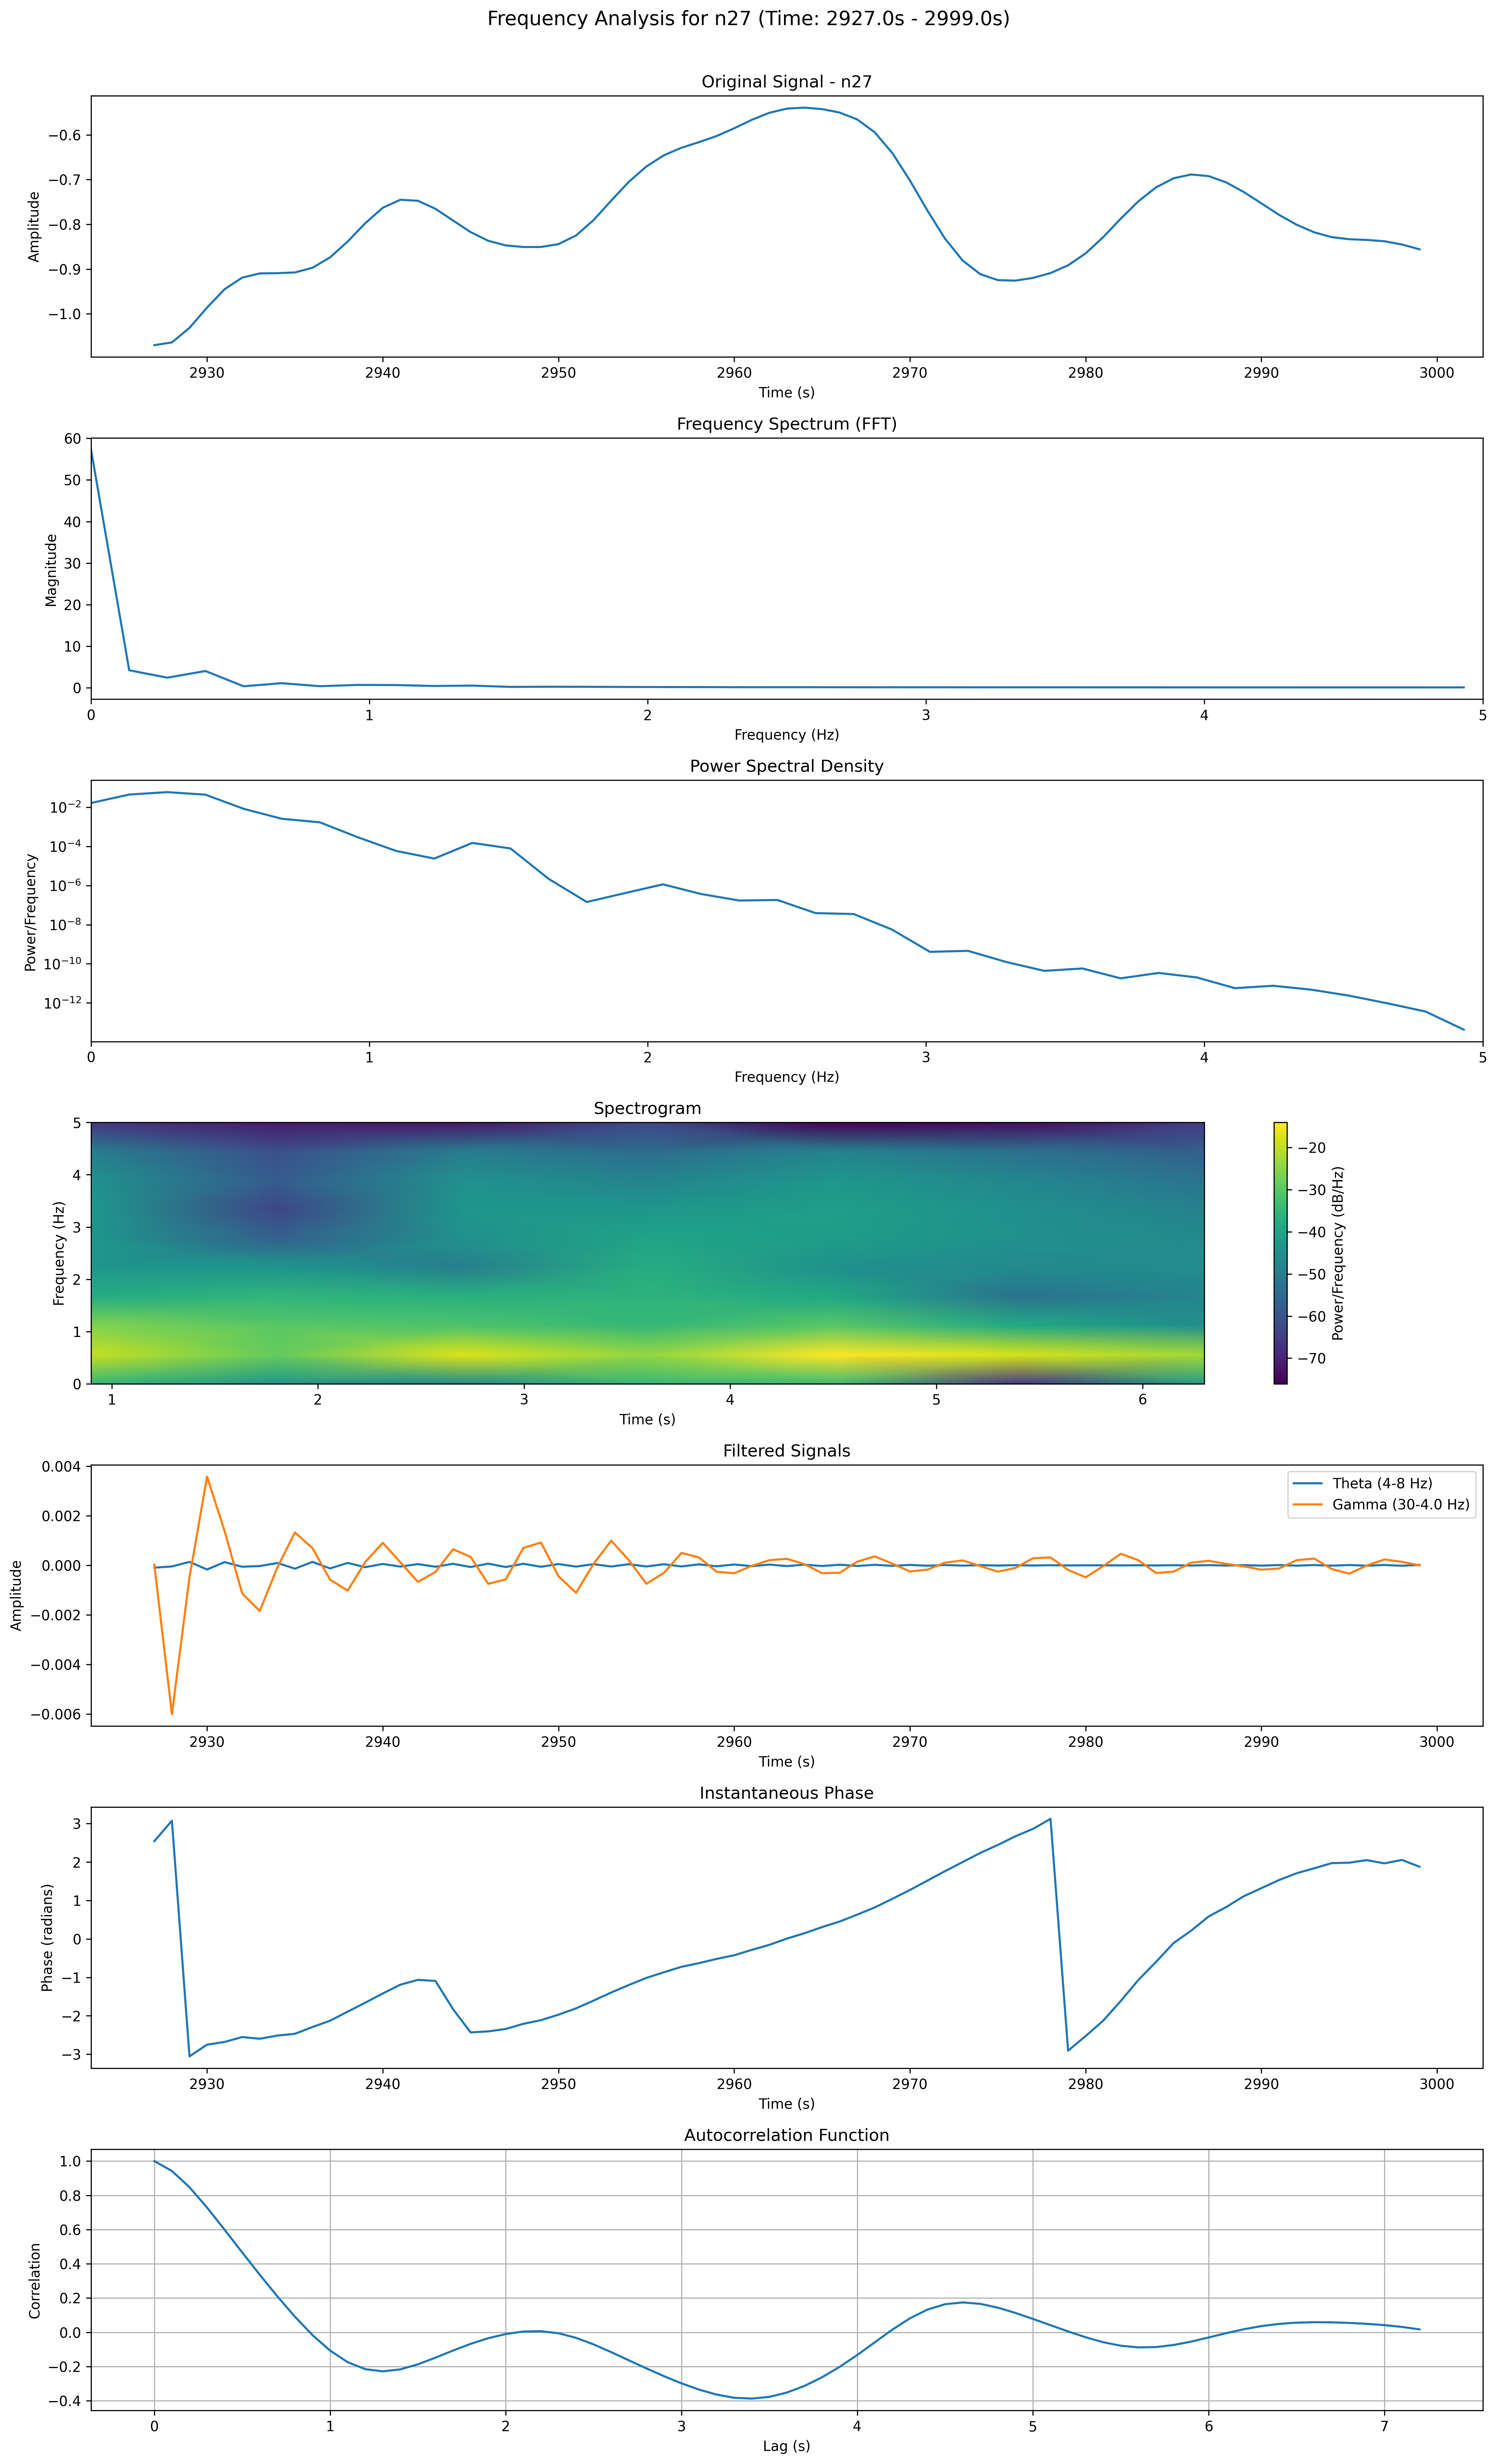 Frequency Analysis for n27 (Time: 2927.0s - 2999.0s)
Original Signal - n27
Amplitude
−0.6
−0.7
−0.8
−0.9
−1.0
2930 2940 2950 2960 2970 2980 2990 3000
Time (s)
Frequency Spectrum (FFT)
Magnitude
60
50
40
30
20
10
0
0 1 2 3 4 5
Frequency (Hz)
Power Spectral Density
Power/Frequency
10⁻²
10⁻⁴
10⁻⁶
10⁻⁸
10⁻¹⁰
10⁻¹²
0 1 2 3 4 5
Frequency (Hz)
Spectrogram
Frequency (Hz)
5
4
3
2
1
0
1 2 3 4 5 6
Time (s)
−20
−30
−40
−50
−60
−70
Power/Frequency (dB/Hz)
Filtered Signals
Amplitude
0.004
0.002
0.000
−0.002
−0.004
−0.006
Theta (4-8 Hz)
Gamma (30-4.0 Hz)
2930 2940 2950 2960 2970 2980 2990 3000
Time (s)
Instantaneous Phase
Phase (radians)
3
2
1
0
−1
−2
−3
2930 2940 2950 2960 2970 2980 2990 3000
Time (s)
Autocorrelation Function
Correlation
1.0
0.8
0.6
0.4
0.2
0.0
−0.2
−0.4
0 1 2 3 4 5 6 7
Lag (s)